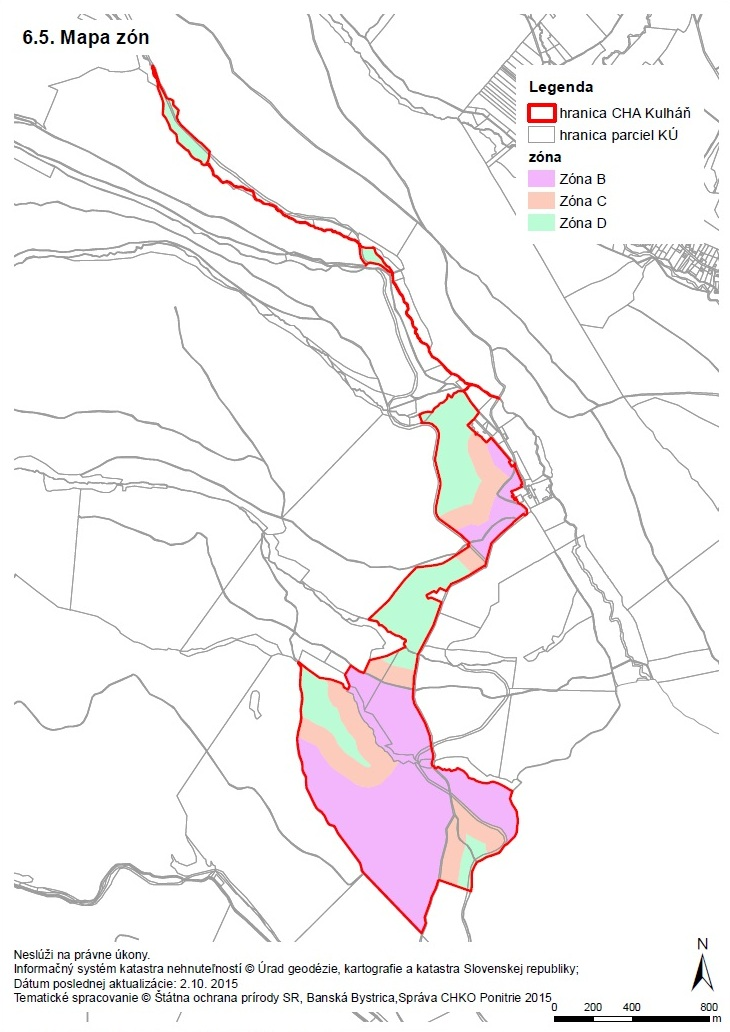 6.5. Mapa zón
Legenda
hranica CHA Kulháň
hranica parciel KÚ
zóna
Zóna B
Zóna C
Zóna D
Neslúži na právne úkony.
Informačný systém katastra nehnuteľností © Úrad geodézie, kartografie a katastra Slovenskej republiky;
Dátum poslednej aktualizácie: 2.10. 2015
Tematické spracovanie © Štátna ochrana prírody SR, Banská Bystrica,Správa CHKO Ponitrie 2015
N
0 200 400 800
m